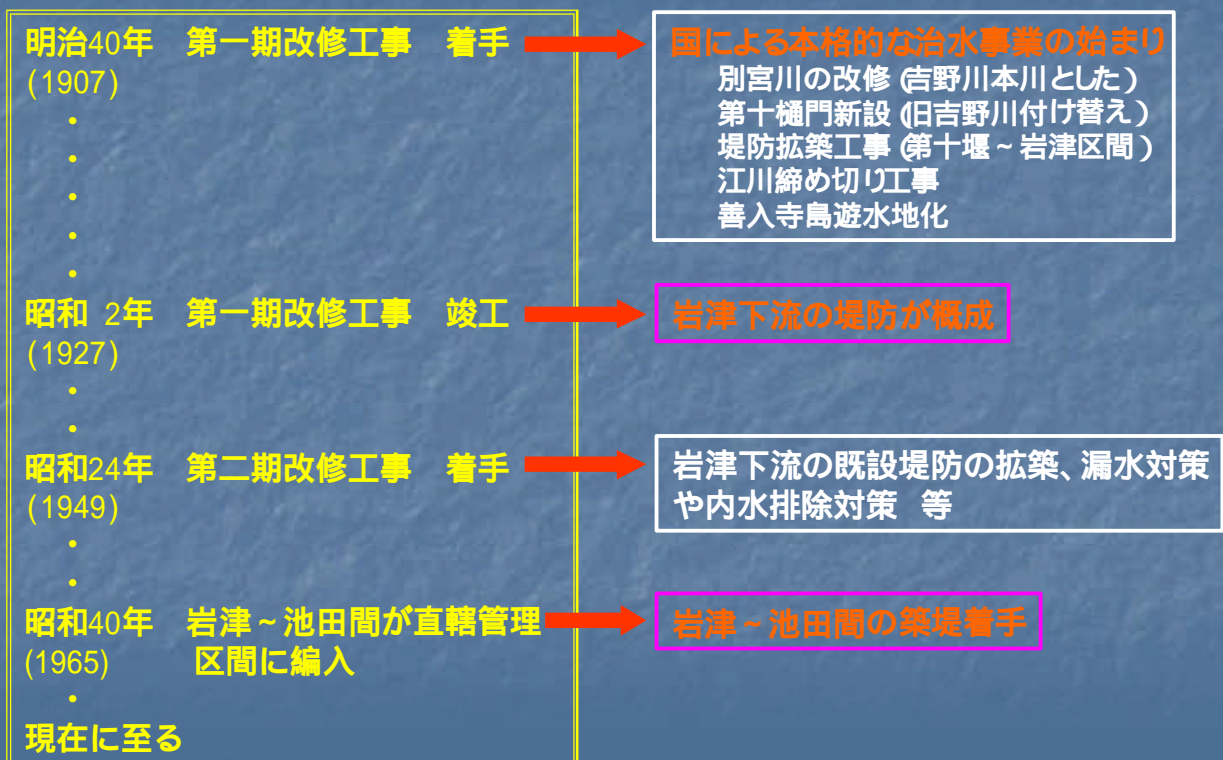 明治40年　第一期改修工事　着手
(1907)
・
・
・
・
・
昭和 2年　第一期改修工事　竣工
(1927)
・
・
昭和24年　第二期改修工事　着手
(1949)
・
・
昭和40年　岩津~池田間が直轄管理
(1965)　区間に編入
・
現在に至る
国による本格的な治水事業の始まり
別宮川の改修(吉野川本川とした)
第十樋門新設(旧吉野川付け替え)
堤防拡築工事(第十堰~岩津区間)
江川締め切り工事
善入寺島遊水地化
岩津下流の堤防が概成
岩津下流の既設堤防の拡築、漏水対策
や内水排除対策　等
岩津~池田間の築堤着手